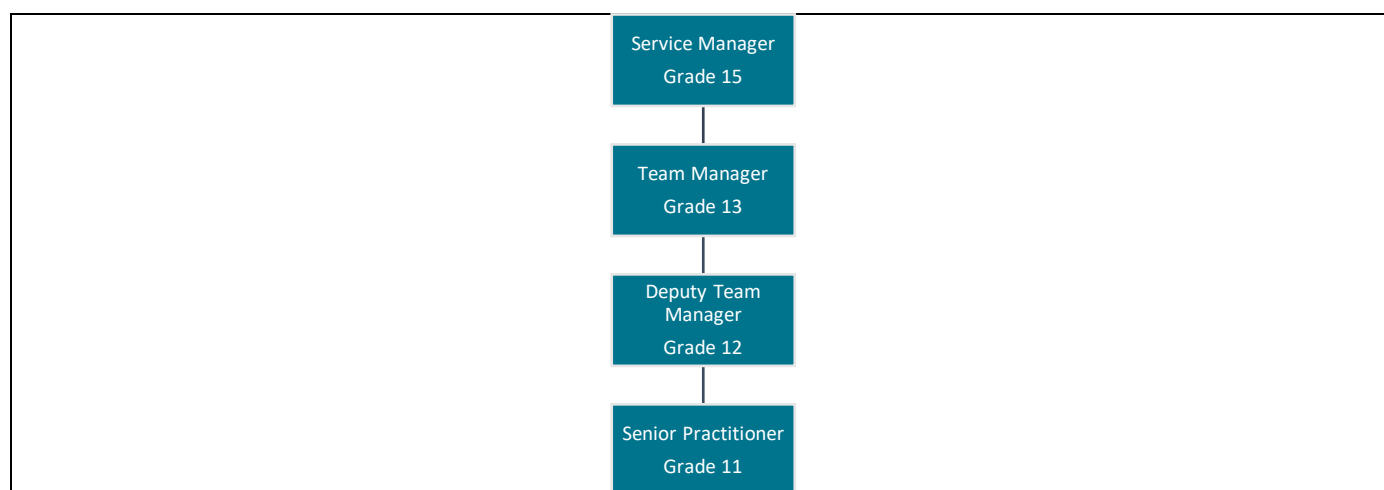 Service Manager
Grade 15
Team Manager
Grade 13
Deputy Team
Manager
Grade 12
Senior Practitioner
Grade 11